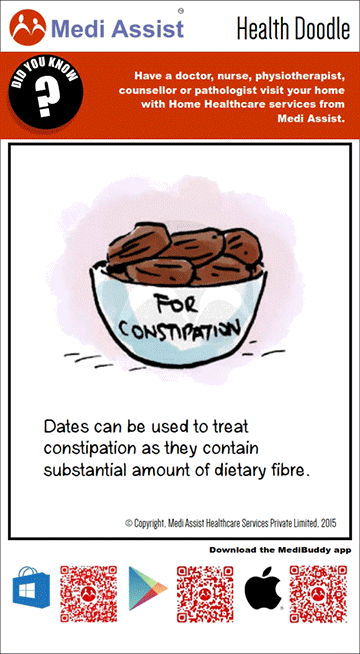 Medi Assist
Health Doodle
DID YOU KNOW
?
Have a doctor, nurse, physiotherapist,
counsellor or pathologist visit your home
with Home Healthcare services from
Medi Assist.
FOR
CONSTIPATION
Dates can be used to treat
constipation as they contain
substantial amount of dietary fibre.
© Copyright, Medi Assist Healthcare Services Private Limited, 2015
Download the MediBuddy app